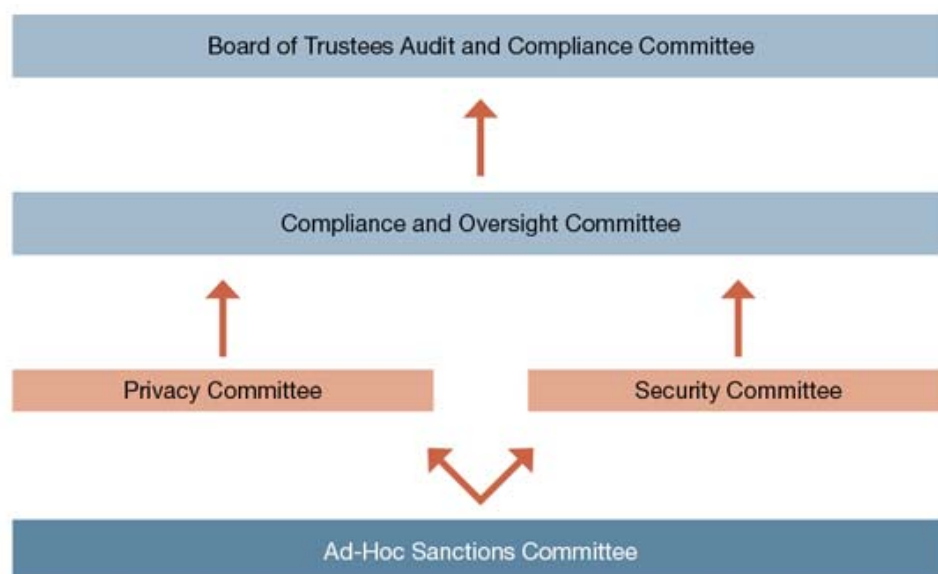 Board of Trustees Audit and Compliance Committee
Compliance and Oversight Committee
Privacy Committee
Security Committee
Ad-Hoc Sanctions Committee